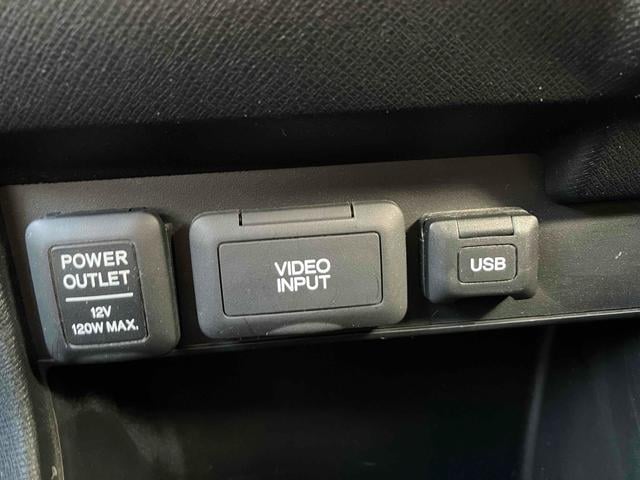 POWER
OUTLET
12V
120W MAX.
VIDEO
INPUT
USB